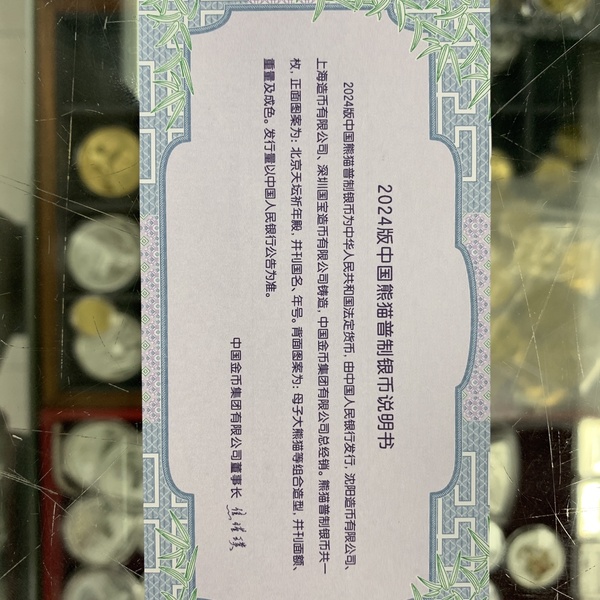 2024版中国熊猫普制银币说明书
2024版中国熊猫普制银币为中华人民共和国法定货币，由中国人民银行发行，沈阳造币有限公司、
上海造币有限公司、深圳国宝造币有限公司铸造，中国金币集团有限公司总经销。熊猫普制银币共一
枚，正面图案为：北京天坛祈年殿，并刊国名、年号。背面图案为：母子大熊猫等组合造型，并刊面额、
重量及成色。发行量以中国人民银行公告为准。
中国金币集团有限公司董事长